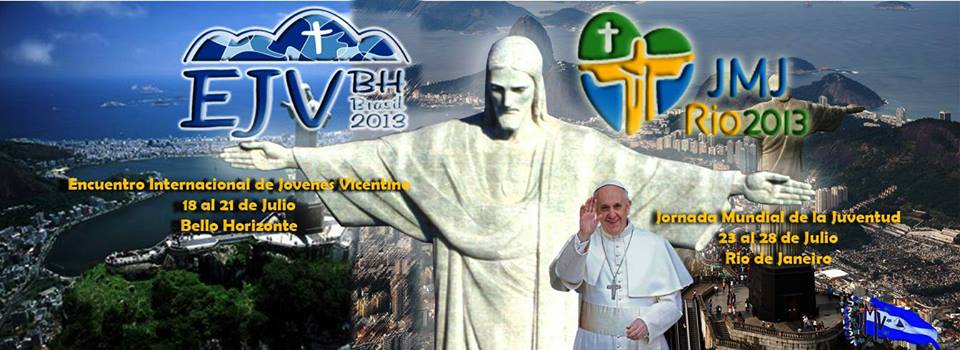 EJV
BH
Brasil
2013
JMJ
Rio2013
Encuentro Internacional de Jovenes Vicentino
18 al 21 de Julio
Bello Horizonte
Jornada Mundial de la Juventud
23 al 28 de Julio
Rio de Janeiro